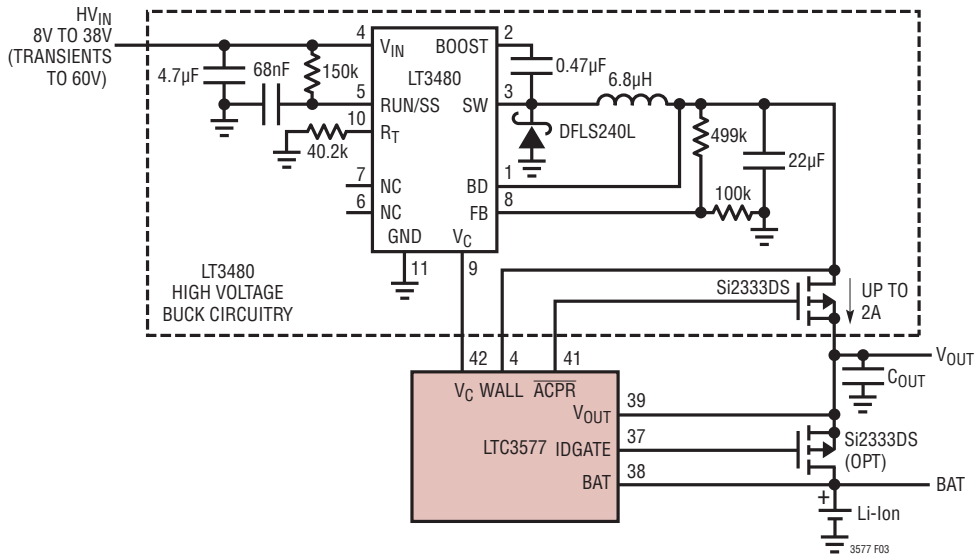 HVIN
8V TO 38V
(TRANSIENTS
TO 60V)
4.7µF
68nF
150k
4
VIN
BOOST
2
LT3480
0.47µF
5
RUN/SS
SW
3
6.8µH
10
RT
40.2k
DFLS240L
499k
22µF
7
NC
BD
1
6
NC
FB
8
100k
GND
VC
11
9
LT3480
HIGH VOLTAGE
BUCK CIRCUITRY
Si2333DS
UP TO
2A
42
4
41
VOUT
COUT
VC
WALL
ACPR
VOUT
39
LTC3577
IDGATE
37
Si2333DS
(OPT)
BAT
38
BAT
+
Li-Ion
3577 F03